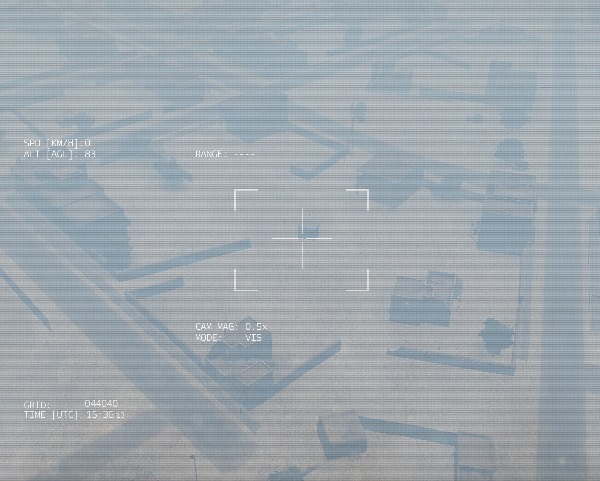 SPD [KM/H]:0
ALT [AGL]: 83
RANGE: ----
CAM MAG: 0.5x
MODE: VIS
GRID: 044040
TIME [UTC]: 15:36: